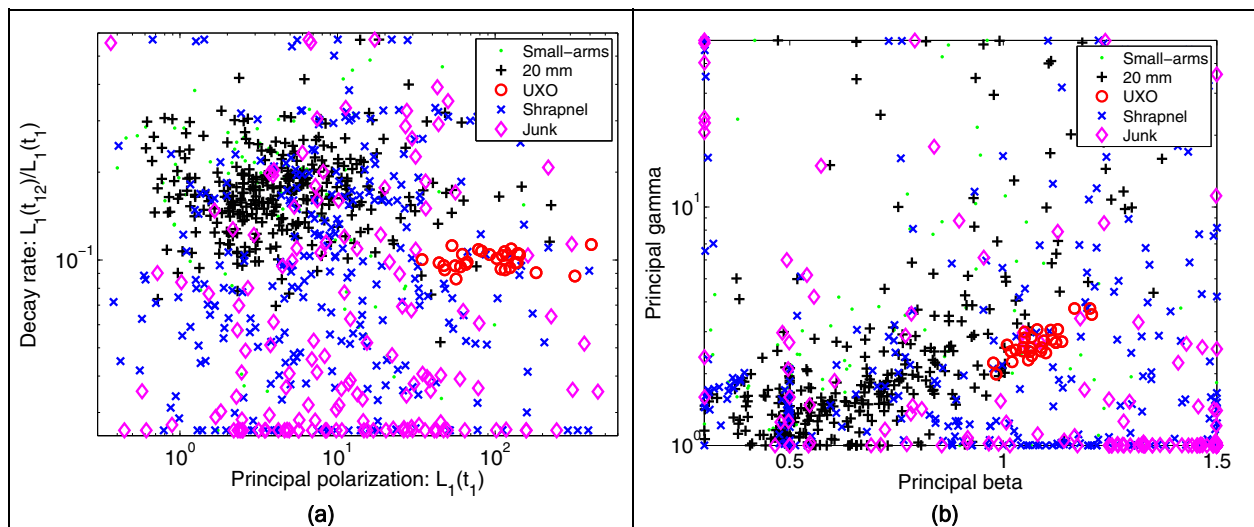 Small-arms
20 mm
UXO
Shrapnel
Junk
Decay rate: L1(t12)/L1(t1)
10^-1
10^0
10^1
10^2
Principal polarization: L1(t1)
(a)
Small-arms
20 mm
UXO
Shrapnel
Junk
Principal gamma
10^1
10^0
0.5
1
1.5
Principal beta
(b)